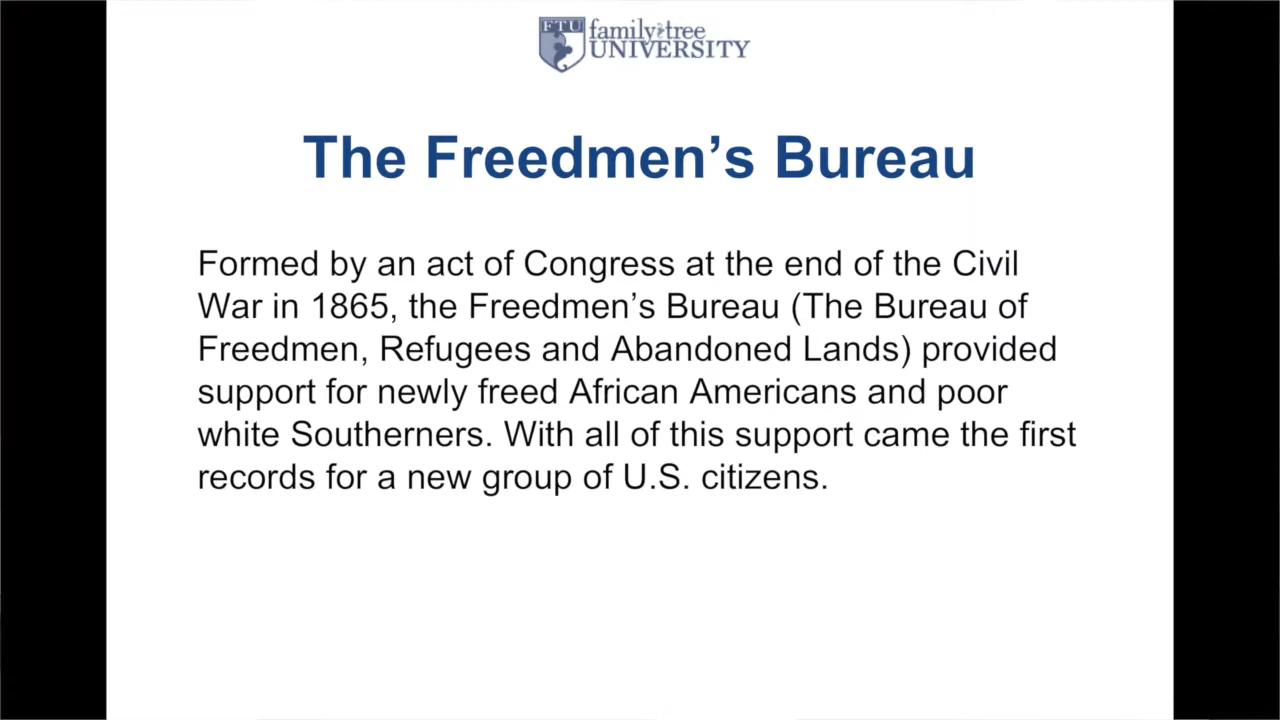 FTU
family tree
UNIVERSITY
The Freedmen’s Bureau
Formed by an act of Congress at the end of the Civil
War in 1865, the Freedmen’s Bureau (The Bureau of
Freedmen, Refugees and Abandoned Lands) provided
support for newly freed African Americans and poor
white Southerners. With all of this support came the first
records for a new group of U.S. citizens.